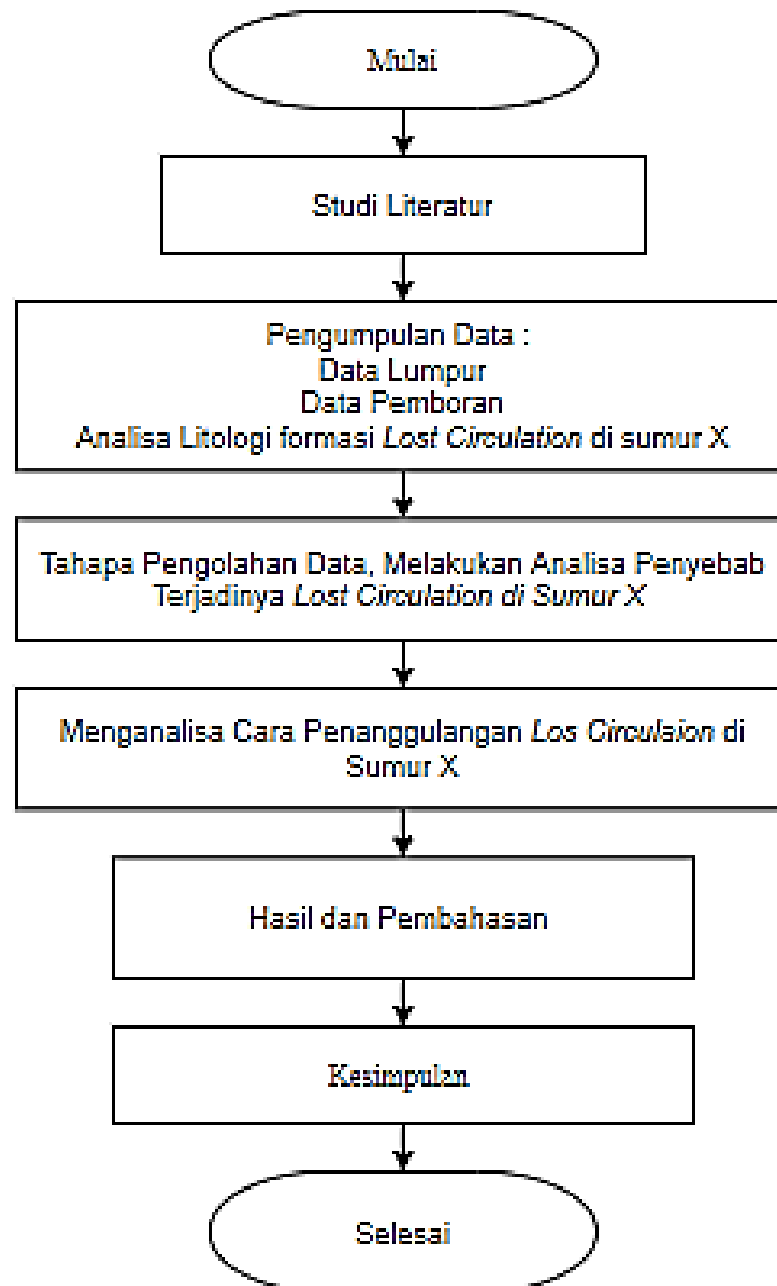 Mulai
Studi Literatur
Pengumpulan Data :
Data Lumpur
Data Pemboran
Analisa Litologi formasi Lost Circulation di sumur X
Tahapa Pengolahan Data, Melakukan Analisa Penyebab
Terjadinya Lost Circulation di Sumur X
Menganalisa Cara Penanggulangan Los Circulaion di
Sumur X
Hasil dan Pembahasan
Kesimpulan
Selesai